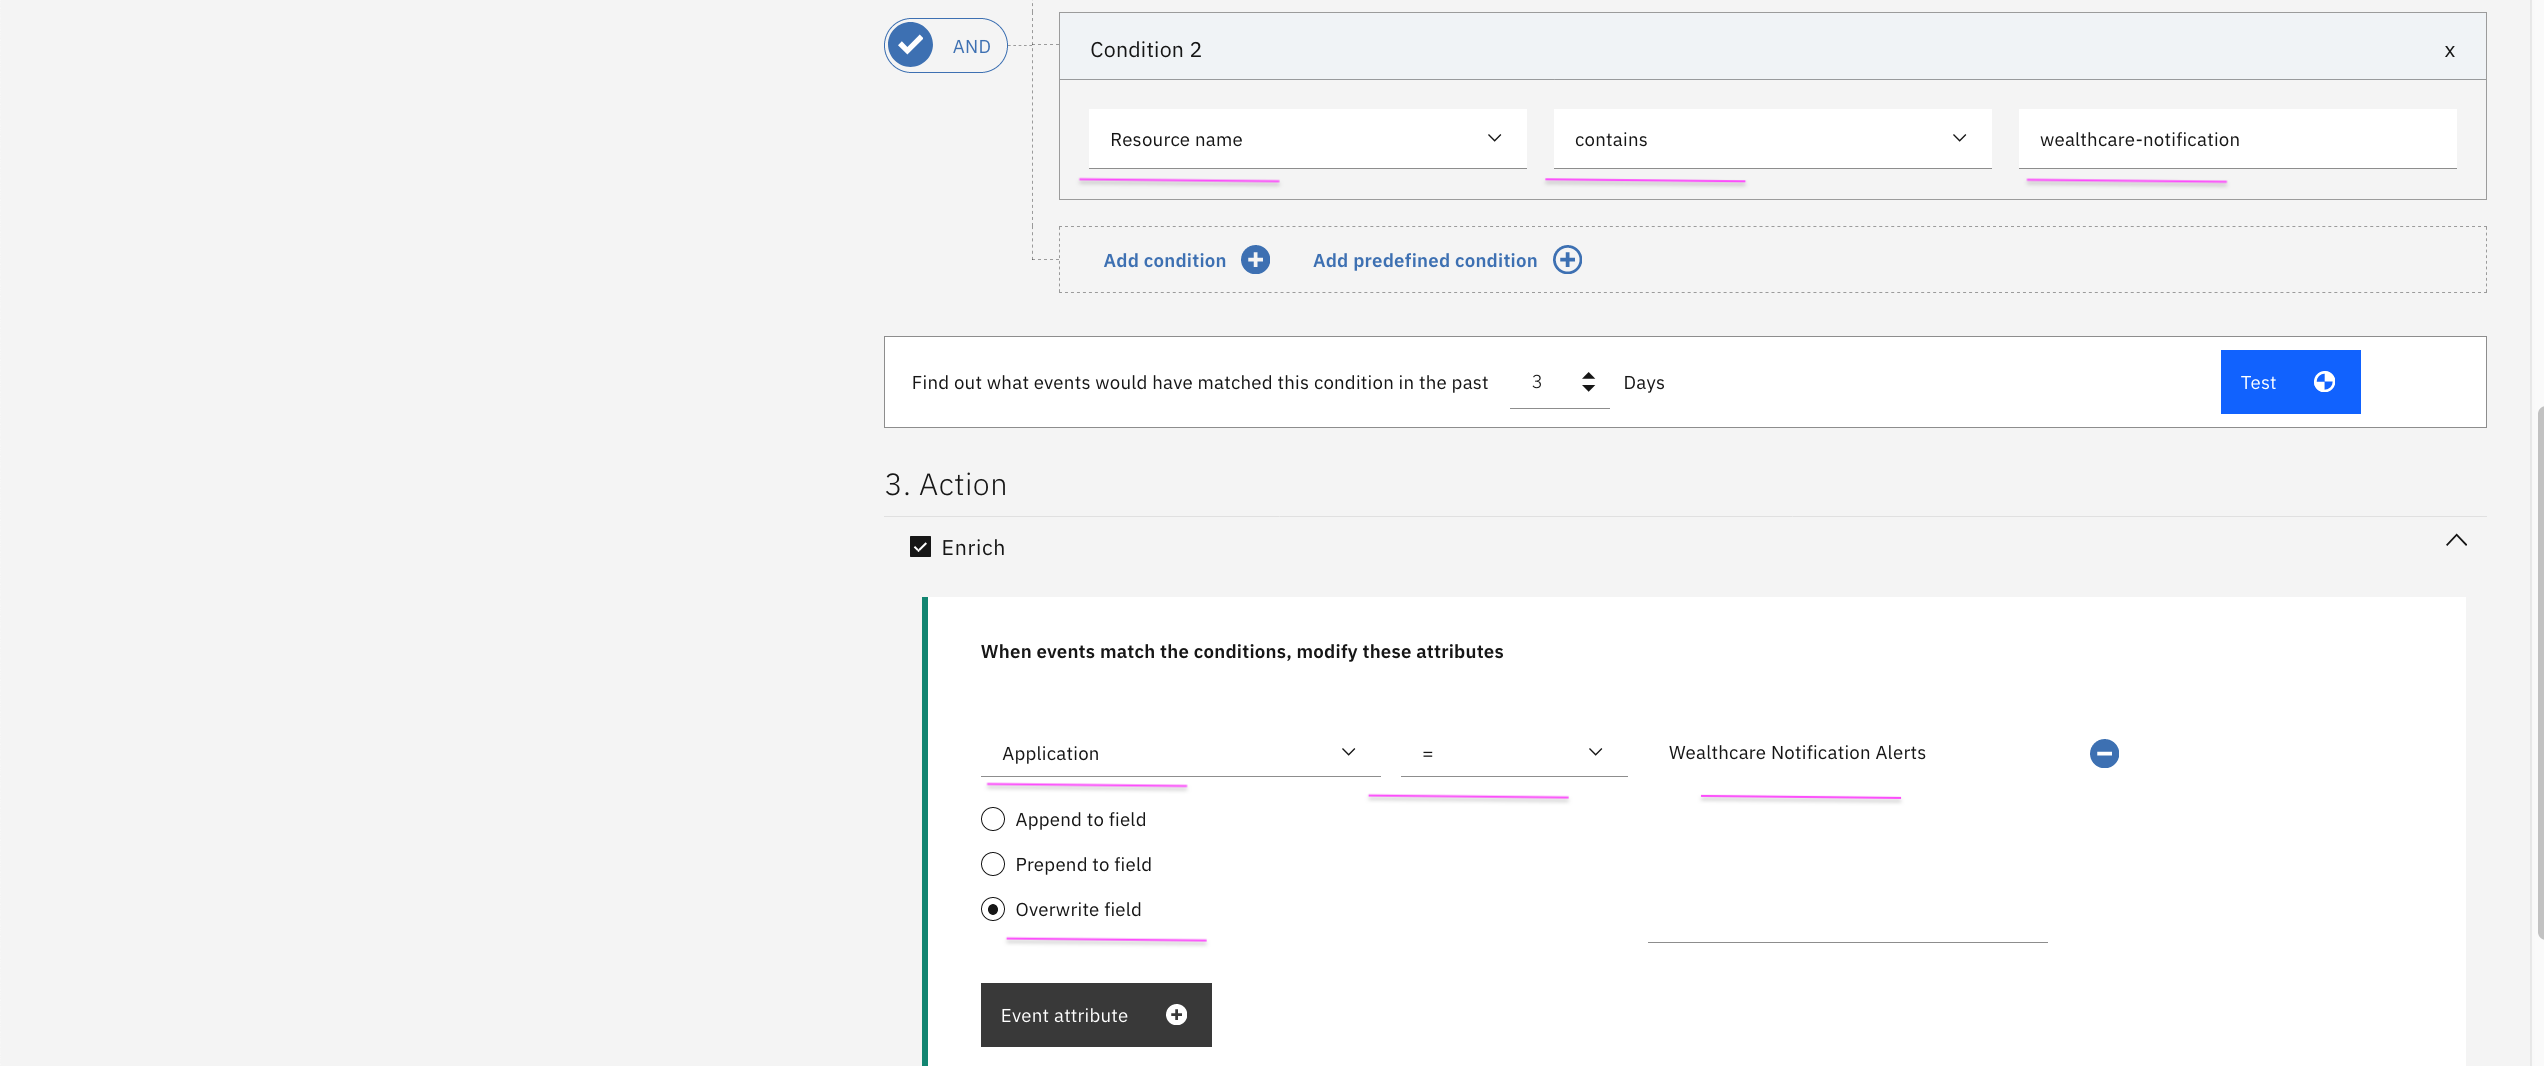 AND
Condition 2
x
Resource name
contains
wealthcare-notification
Add condition
Add predefined condition
Find out what events would have matched this condition in the past 3 Days
Test
3. Action
Enrich
When events match the conditions, modify these attributes
Application
=
Wealthcare Notification Alerts
Append to field
Prepend to field
Overwrite field
Event attribute